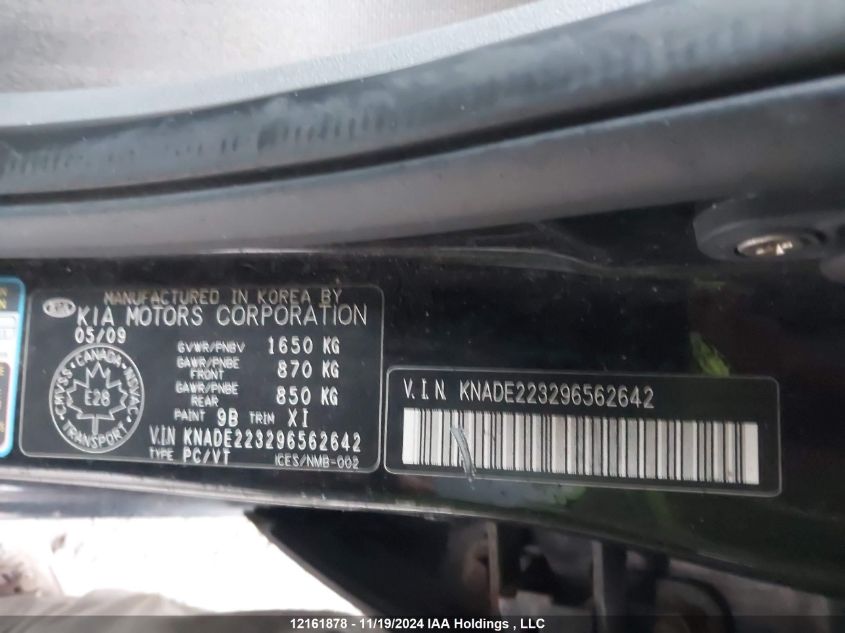 MANUFACTURED IN KOREA BY
KIA MOTORS CORPORATION
05/09
GVWR/PNBV 1650 KG
GAWR/PNBE FRONT 870 KG
GAWR/PNBE REAR 850 KG
PAINT 9B TRIM XI
V.I.N KNADE223296562642
TYPE PC/VT ICES/NMB-002
CANADA
CMVSS NSVAC
E28
TRANSPORT
V.I.N. KNADE223296562642
12161878 - 11/19/2024 IAA Holdings , LLC